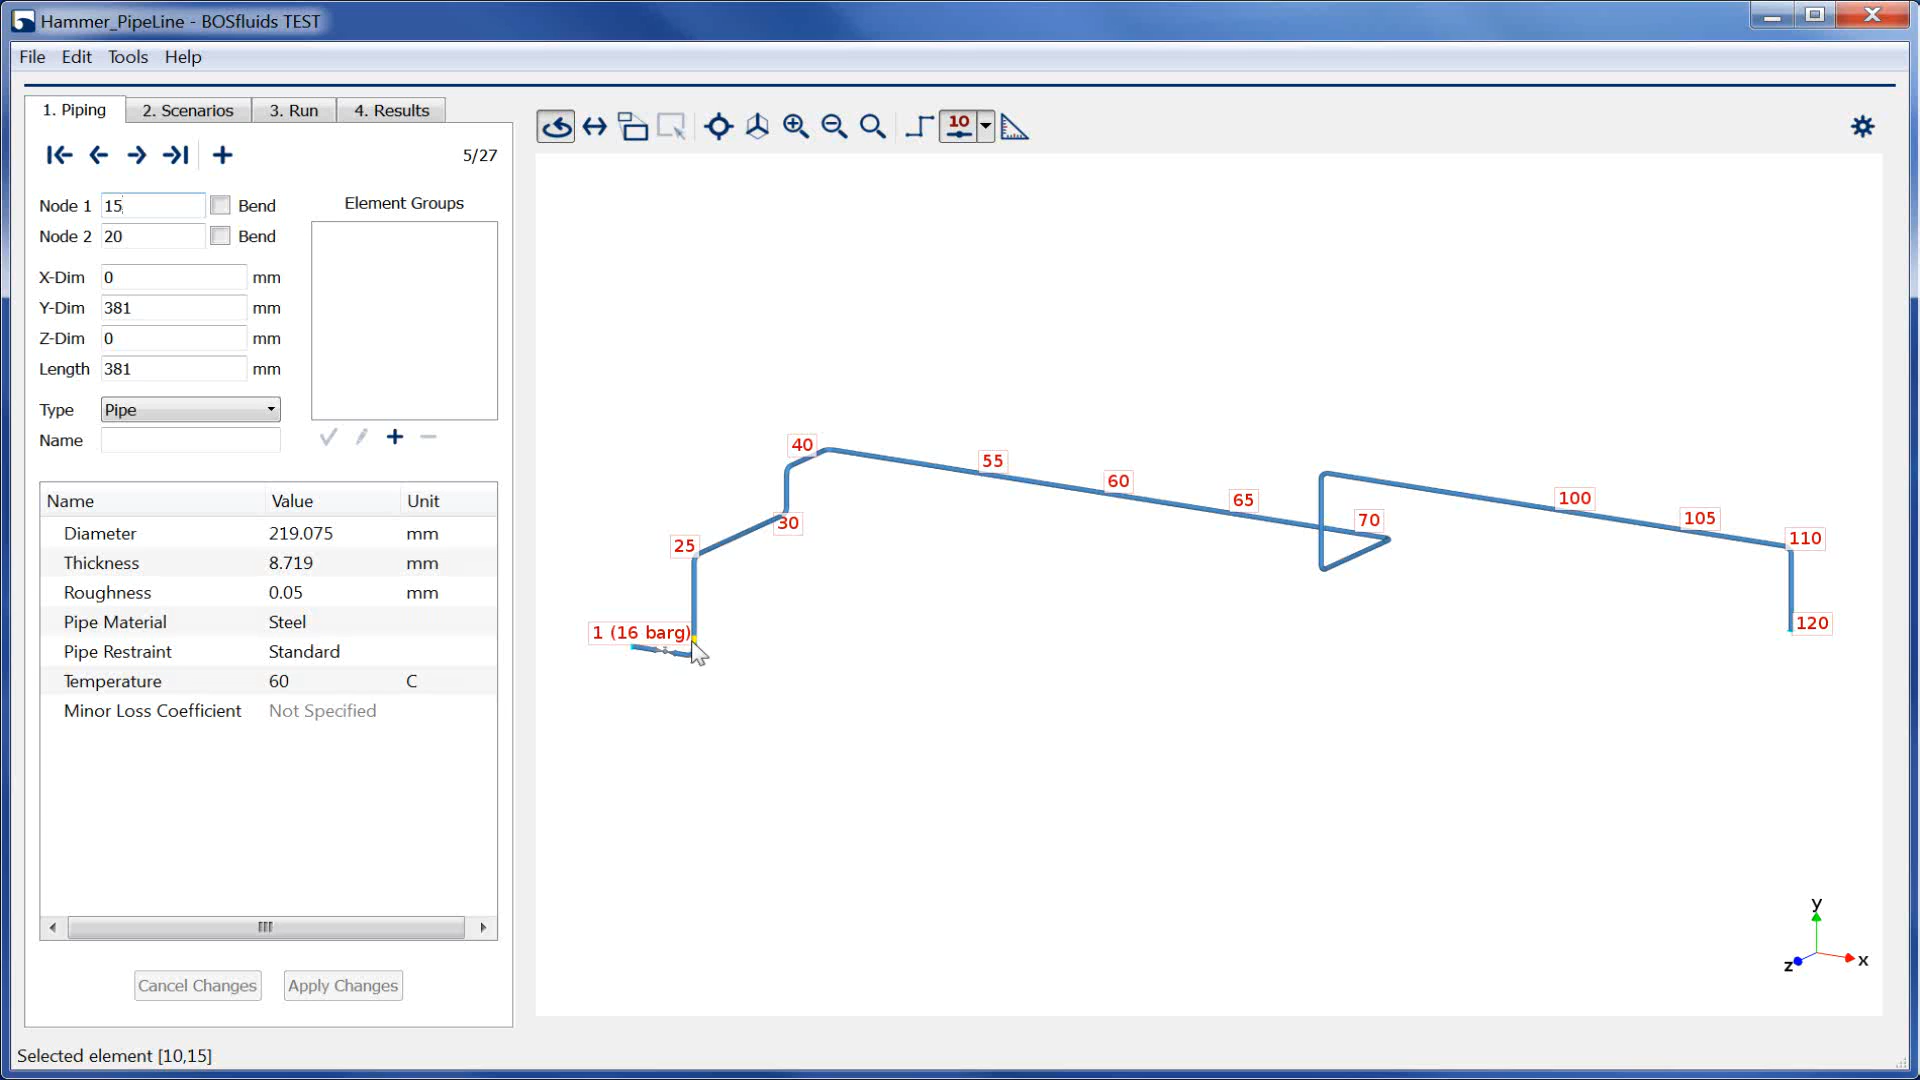 Hammer_PipeLine - BOSfluids TEST
File Edit Tools Help
1. Piping 2. Scenarios 3. Run 4. Results
5/27
10
Node 1 15 Bend
Node 2 20 Bend
Element Groups
X-Dim 0 mm
Y-Dim 381 mm
Z-Dim 0 mm
Length 381 mm
Type Pipe
Name
Name Value Unit
Diameter 219.075 mm
Thickness 8.719 mm
Roughness 0.05 mm
Pipe Material Steel
Pipe Restraint Standard
Temperature 60 C
Minor Loss Coefficient Not Specified
Cancel Changes Apply Changes
40
55
60
65
70
100
105
110
120
30
25
1 (16 barg)
y
z
x
Selected element [10,15]